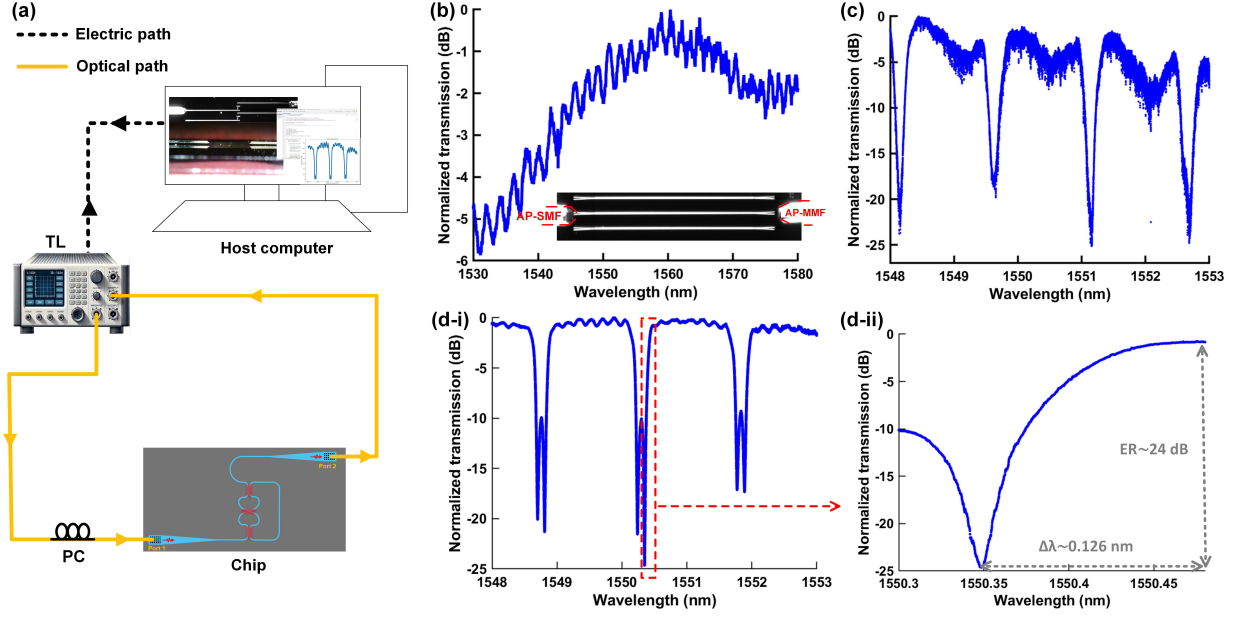 (a)
Electric path
Optical path
Host computer
TL
PC
Port 1
Port 2
Chip
(b)
Normalized transmission (dB)
0
-1
-2
-3
-4
-5
-6
AP-SMF
AP-MMF
1530 1540 1550 1560 1570 1580
Wavelength (nm)
(c)
Normalized transmission (dB)
0
-5
-10
-15
-20
-25
1548 1549 1550 1551 1552 1553
Wavelength (nm)
(d-i)
Normalized transmission (dB)
0
-5
-10
-15
-20
-25
1548 1549 1550 1551 1552 1553
Wavelength (nm)
(d-ii)
Normalized transmission (dB)
0
-5
-10
-15
-20
-25
ER~24 dB
Δλ~0.126 nm
1550.3 1550.35 1550.4 1550.45
Wavelength (nm)